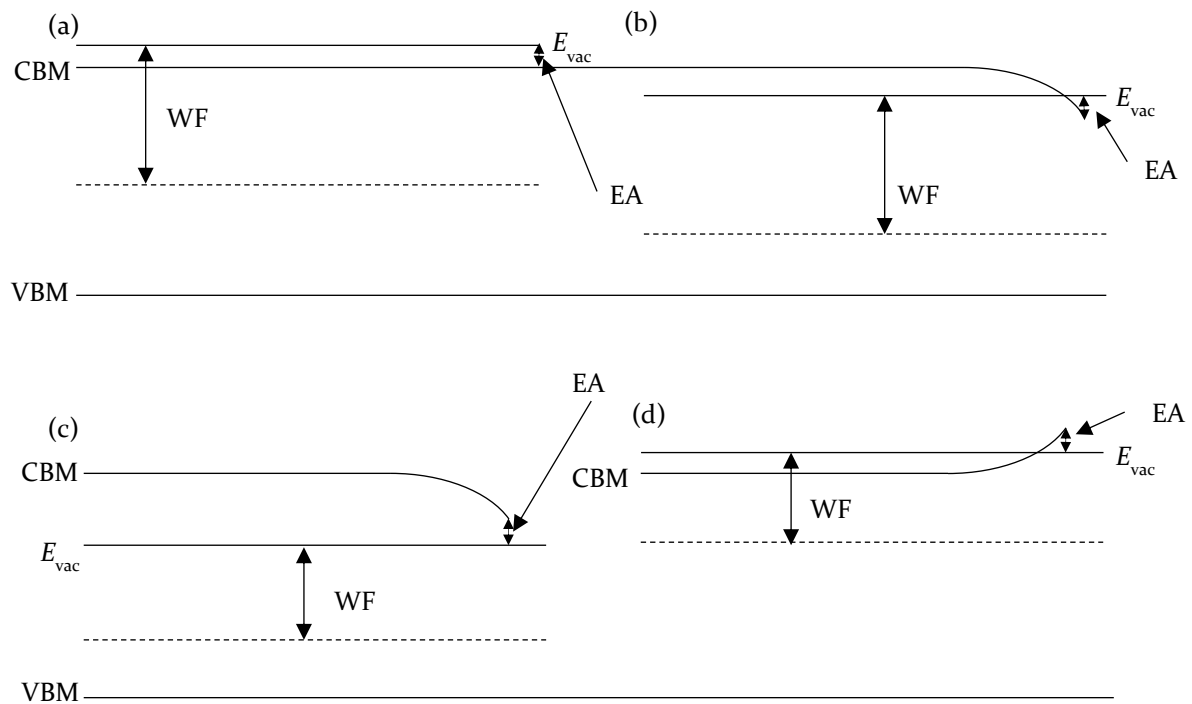 (a)
E_vac
CBM
WF
EA
(b)
E_vac
EA
WF
VBM
EA
(c)
CBM
E_vac
WF
VBM
(d)
EA
CBM
E_vac
WF